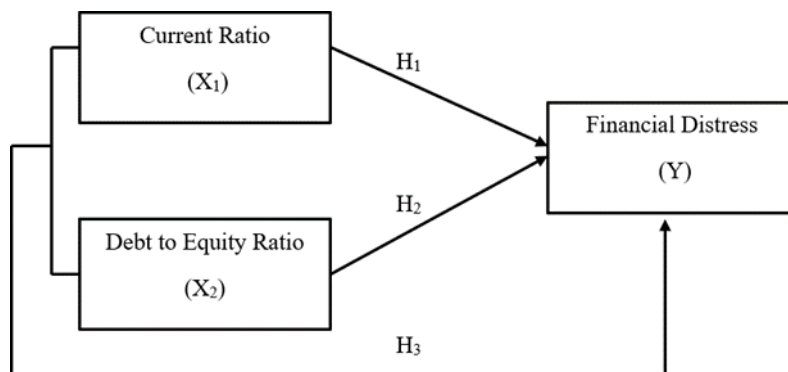 Current Ratio
(X₁)
H₁
Financial Distress
(Y)
H₂
Debt to Equity Ratio
(X₂)
H₃